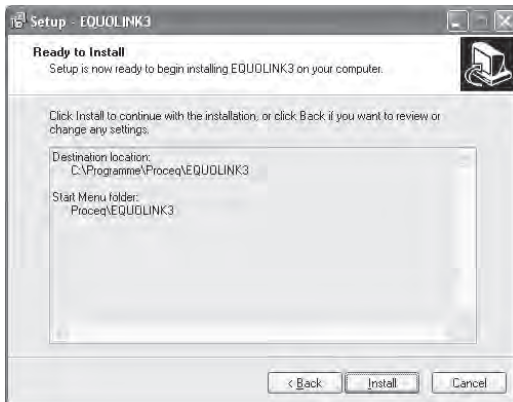 Setup - EQUOLINK3
Ready to Install
Setup is now ready to begin installing EQUOLINK3 on your computer.
Click Install to continue with the installation, or click Back if you want to review or
change any settings.
Destination location:
C:\Programme\Proceq\EQUOLINK3
Start Menu folder:
Proceq\EQUOLINK3
< Back
Install
Cancel